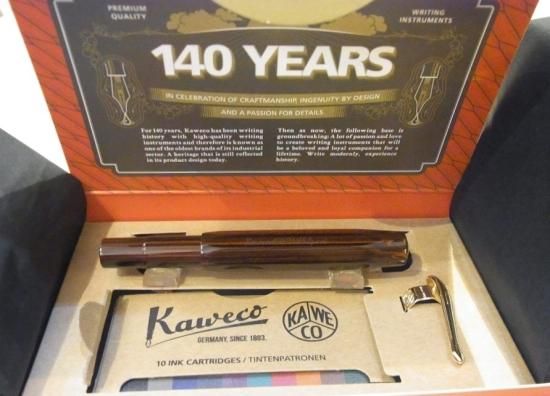 PREMIUM
QUALITY
WRITING
INSTRUMENTS
140 YEARS
IN CELEBRATION OF CRAFTMANSHIP, INGENUITY BY DESIGN
AND A PASSION FOR DETAILS
For 140 years, Kaweco has been writing
history with high-quality writing
instruments and therefore is known as
one of the oldest brands of its industrial
sector. A heritage that is still reflected
in its product design today.
Then as now, the following base is
groundbreaking: A lot of passion and love
to create writing instruments that will
be a beloved and loyal companion for a
lifetime. Write modernly, experience
history.
Kaweco
KA WE
CO
GERMANY, SINCE 1883.
10 INK CARTRIDGES / TINTENPATRONEN